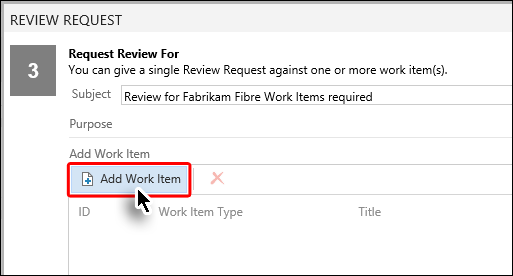 REVIEW REQUEST
3
Request Review For
You can give a single Review Request against one or more work item(s).
Subject Review for Fabrikam Fibre Work Items required
Purpose
Add Work Item
Add Work Item
ID Work Item Type Title